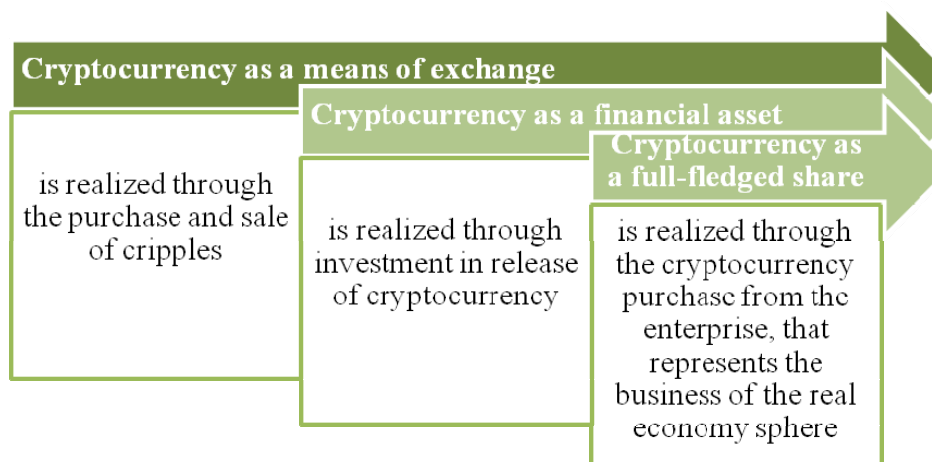 Cryptocurrency as a means of exchange
is realized through
the purchase and sale
of cripples
Cryptocurrency as a financial asset
is realized through
investment in release
of cryptocurrency
Cryptocurrency as
a full-fledged share
is realized through
the cryptocurrency
purchase from the
enterprise, that
represents the
business of the real
economy sphere